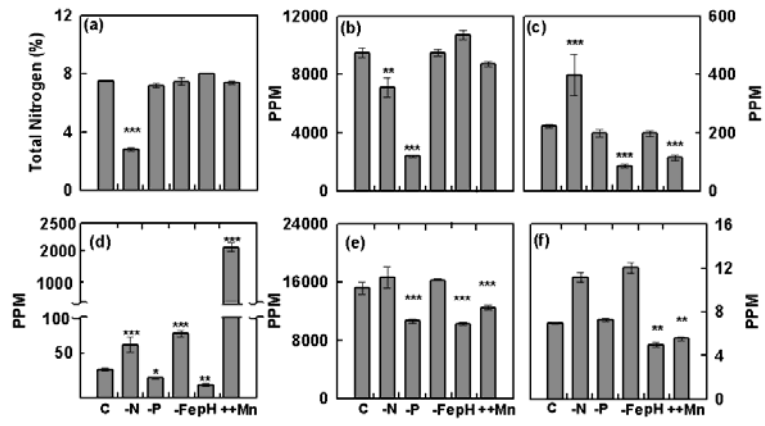 12
(a)
Total Nitrogen (%)
8
4
0
***
12000
(b)
PPM
8000
4000
0
**
***
600
(c)
PPM
400
200
0
***
***
***
2500
(d)
2000
1000
PPM
100
50
***
*
***
**
***
C -N -P -Fe pH ++Mn
24000
(e)
PPM
16000
8000
0
***
***
***
C -N -P -Fe pH ++Mn
16
(f)
PPM
12
8
4
0
**
**
C -N -P -Fe pH ++Mn